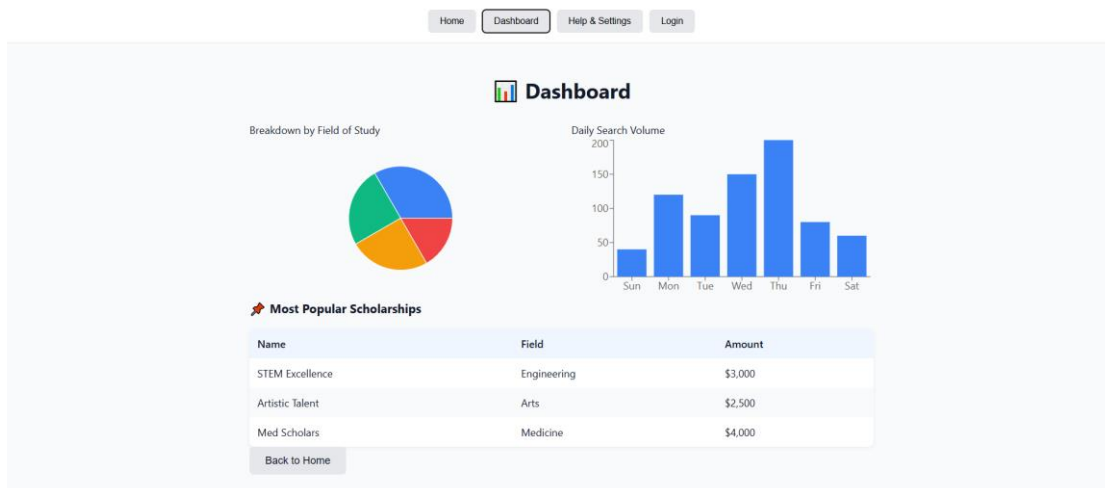 Home Dashboard Help & Settings Login
Dashboard
Breakdown by Field of Study
Daily Search Volume
200
150
100
50
0
Sun Mon Tue Wed Thu Fri Sat
Most Popular Scholarships
Name Field Amount
STEM Excellence Engineering $3,000
Artistic Talent Arts $2,500
Med Scholars Medicine $4,000
Back to Home